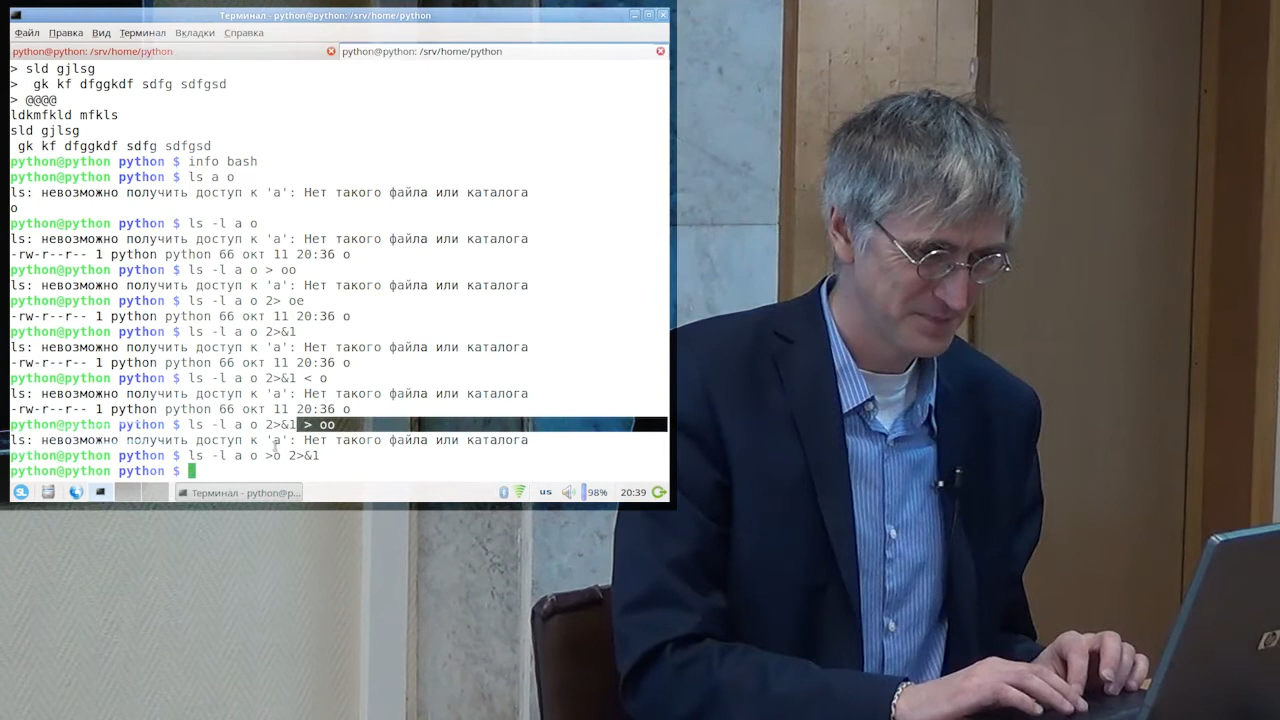 Терминал - python@python: /srv/home/python
Файл Правка Вид Терминал Вкладки Справка
python@python: /srv/home/python python@python: /srv/home/python
> sld gjlsg
>  gk kf dfggkdf sdfg sdfgsd
> @@@@
ldkmfkld mfkls
sld gjlsg
 gk kf dfggkdf sdfg sdfgsd
python@python python $ info bash
python@python python $ ls a o
ls: невозможно получить доступ к 'a': Нет такого файла или каталога
o
python@python python $ ls -l a o
ls: невозможно получить доступ к 'a': Нет такого файла или каталога
-rw-r--r-- 1 python python 66 окт 11 20:36 o
python@python python $ ls -l a o > oo
ls: невозможно получить доступ к 'a': Нет такого файла или каталога
python@python python $ ls -l a o 2> oe
-rw-r--r-- 1 python python 66 окт 11 20:36 o
python@python python $ ls -l a o 2>&1
ls: невозможно получить доступ к 'a': Нет такого файла или каталога
-rw-r--r-- 1 python python 66 окт 11 20:36 o
python@python python $ ls -l a o 2>&1 < o
ls: невозможно получить доступ к 'a': Нет такого файла или каталога
-rw-r--r-- 1 python python 66 окт 11 20:36 o
python@python python $ ls -l a o 2>&1 > oo
ls: невозможно получить доступ к 'a': Нет такого файла или каталога
python@python python $ ls -l a o >o 2>&1
python@python python $
SL Терминал - python@p... us 98% 20:39
hp